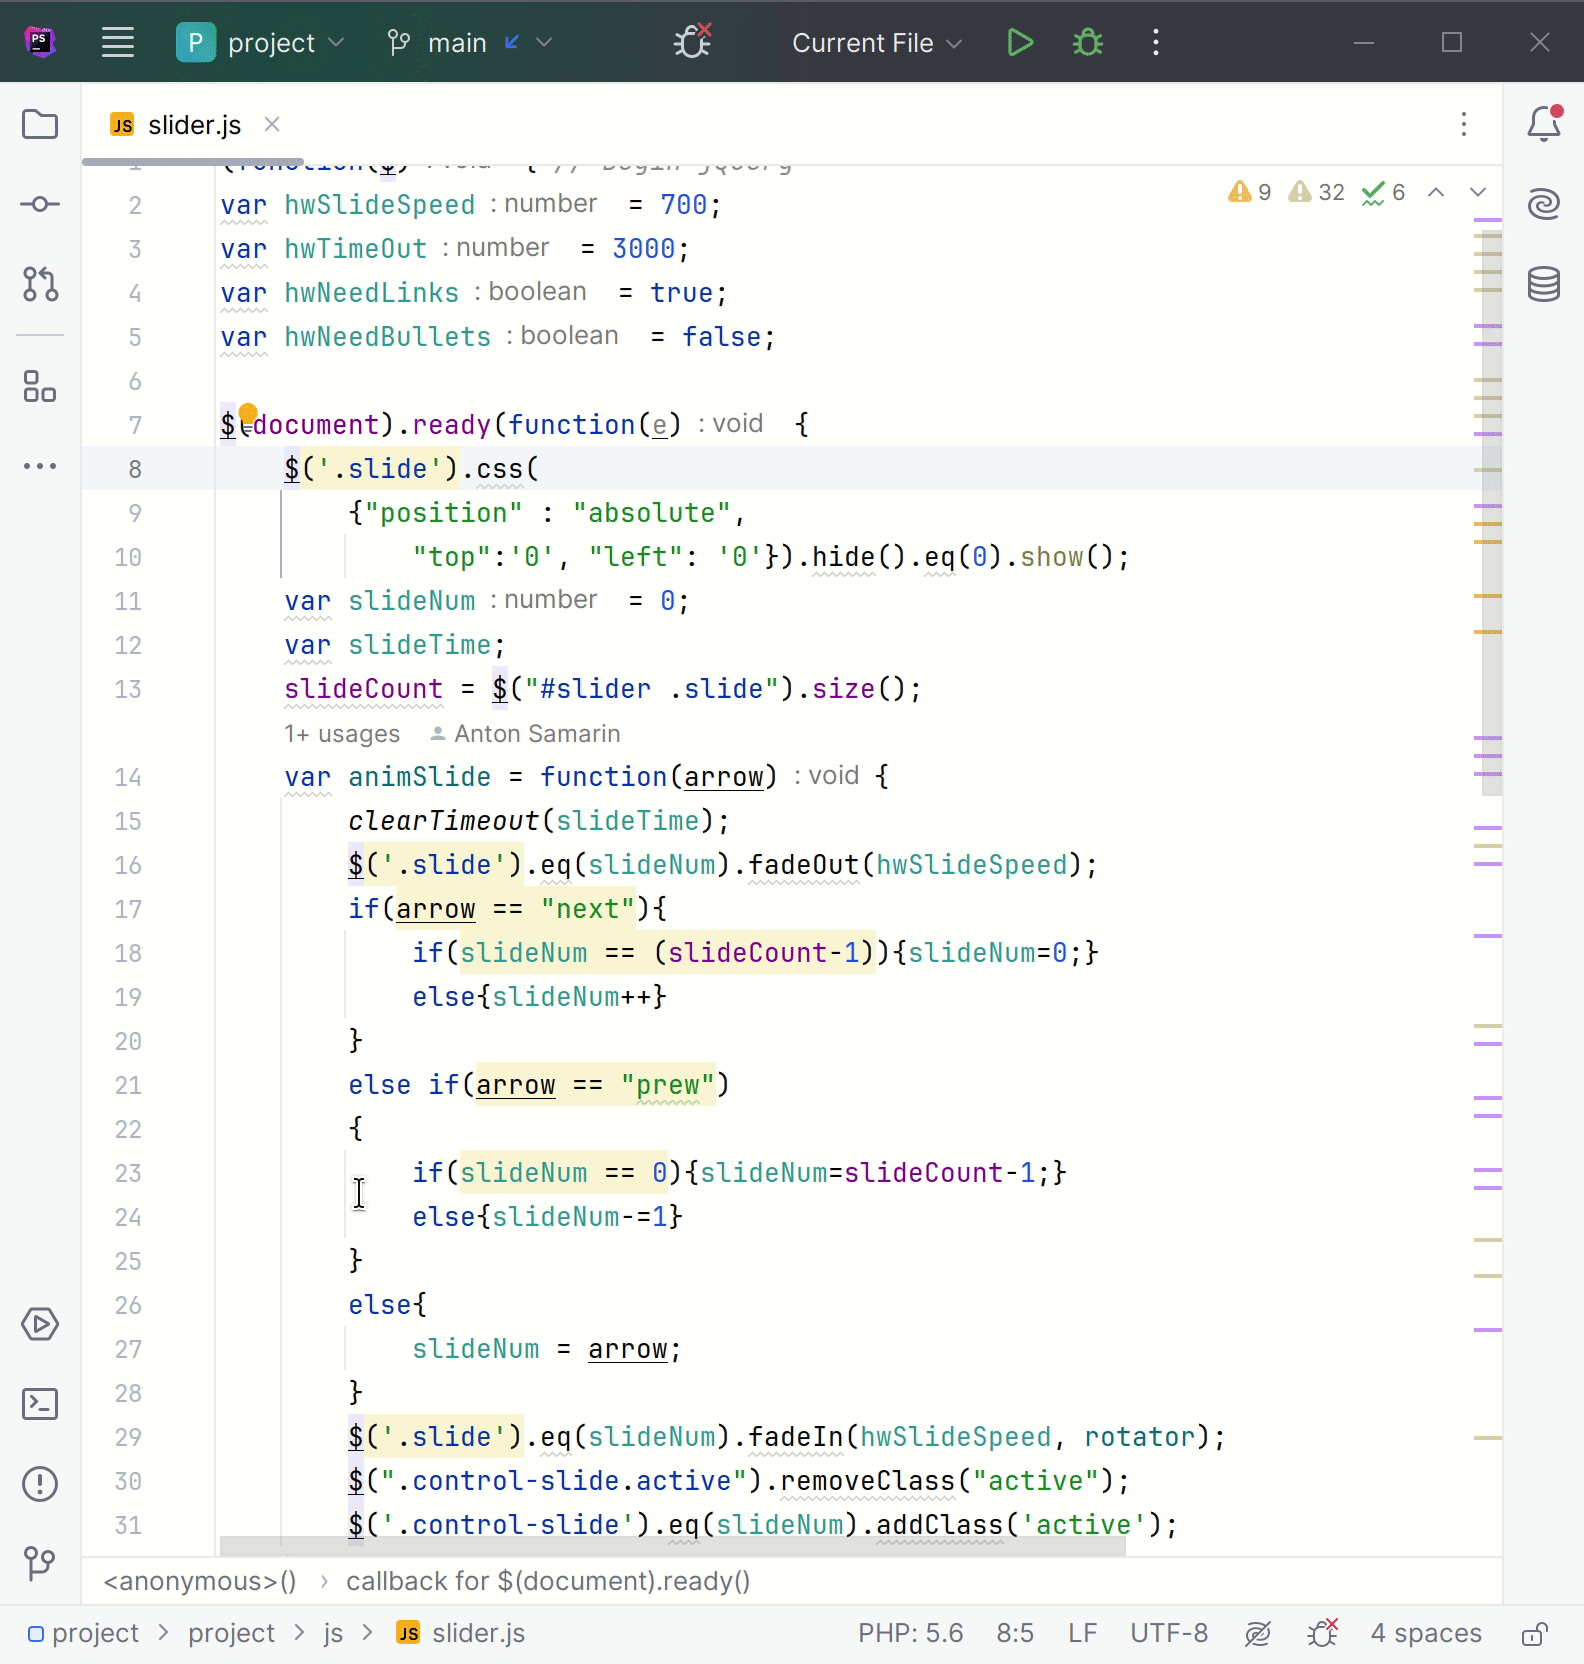 PS
P project main Current File
JS slider.js
9 32 6
1 (function($) : void { // Begin jQuery
2 var hwSlideSpeed : number = 700;
3 var hwTimeOut : number = 3000;
4 var hwNeedLinks : boolean = true;
5 var hwNeedBullets : boolean = false;
6
7 $(document).ready(function(e) : void {
8 $('.slide').css(
9 {"position" : "absolute",
10 "top":'0', "left": '0'}).hide().eq(0).show();
11 var slideNum : number = 0;
12 var slideTime;
13 slideCount = $("#slider .slide").size();
1+ usages Anton Samarin
14 var animSlide = function(arrow) : void {
15 clearTimeout(slideTime);
16 $('.slide').eq(slideNum).fadeOut(hwSlideSpeed);
17 if(arrow == "next"){
18 if(slideNum == (slideCount-1)){slideNum=0;}
19 else{slideNum++}
20 }
21 else if(arrow == "prew")
22 {
23 if(slideNum == 0){slideNum=slideCount-1;}
24 else{slideNum-=1}
25 }
26 else{
27 slideNum = arrow;
28 }
29 $('.slide').eq(slideNum).fadeIn(hwSlideSpeed, rotator);
30 $(".control-slide.active").removeClass("active");
31 $('.control-slide').eq(slideNum).addClass('active');
<anonymous>() › callback for $(document).ready()
project > project > js > JS slider.js PHP: 5.6 8:5 LF UTF-8 4 spaces